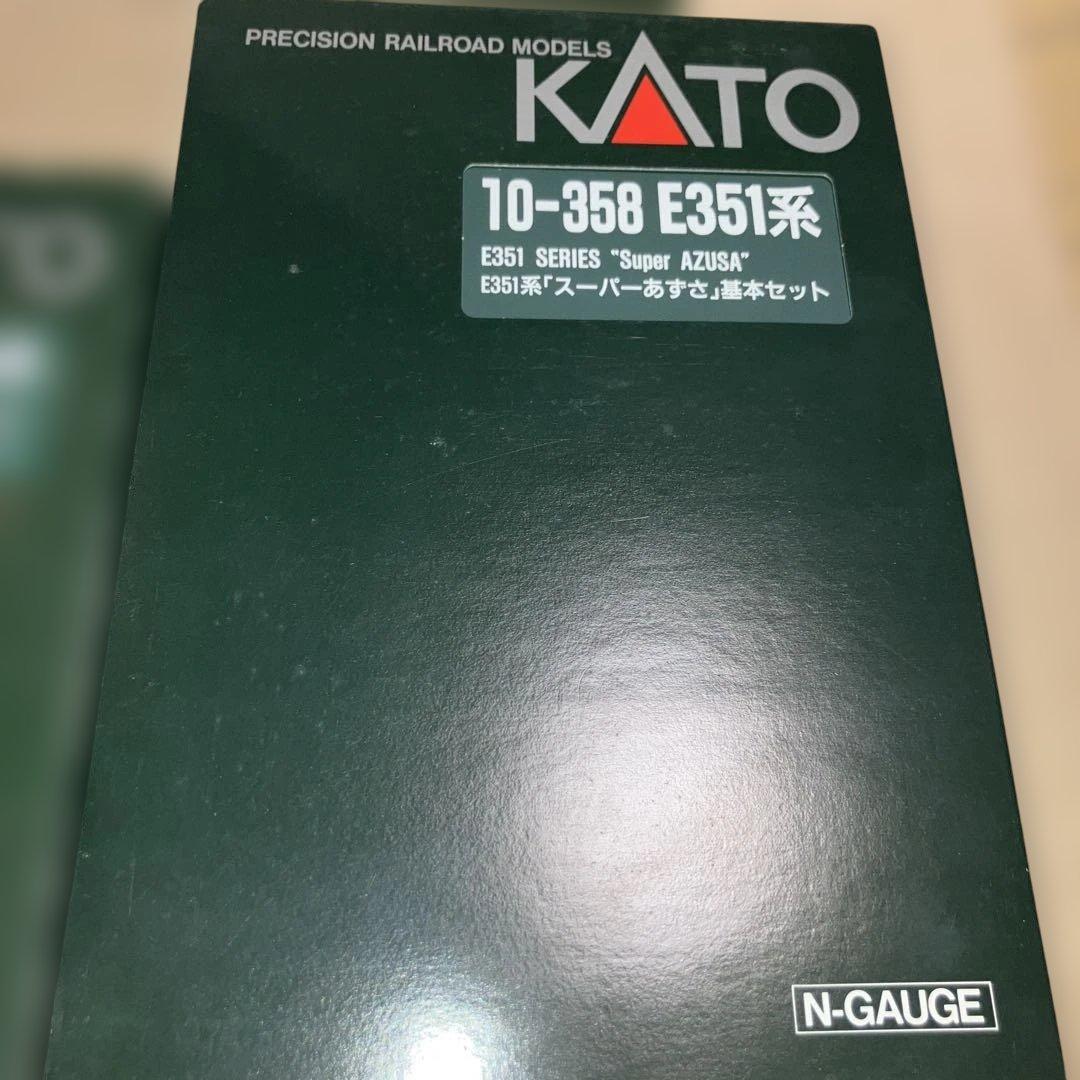 PRECISION RAILROAD MODELS
KATO
10-358 E351系
E351 SERIES "Super AZUSA"
E351系「スーパーあずさ」基本セット
N-GAUGE